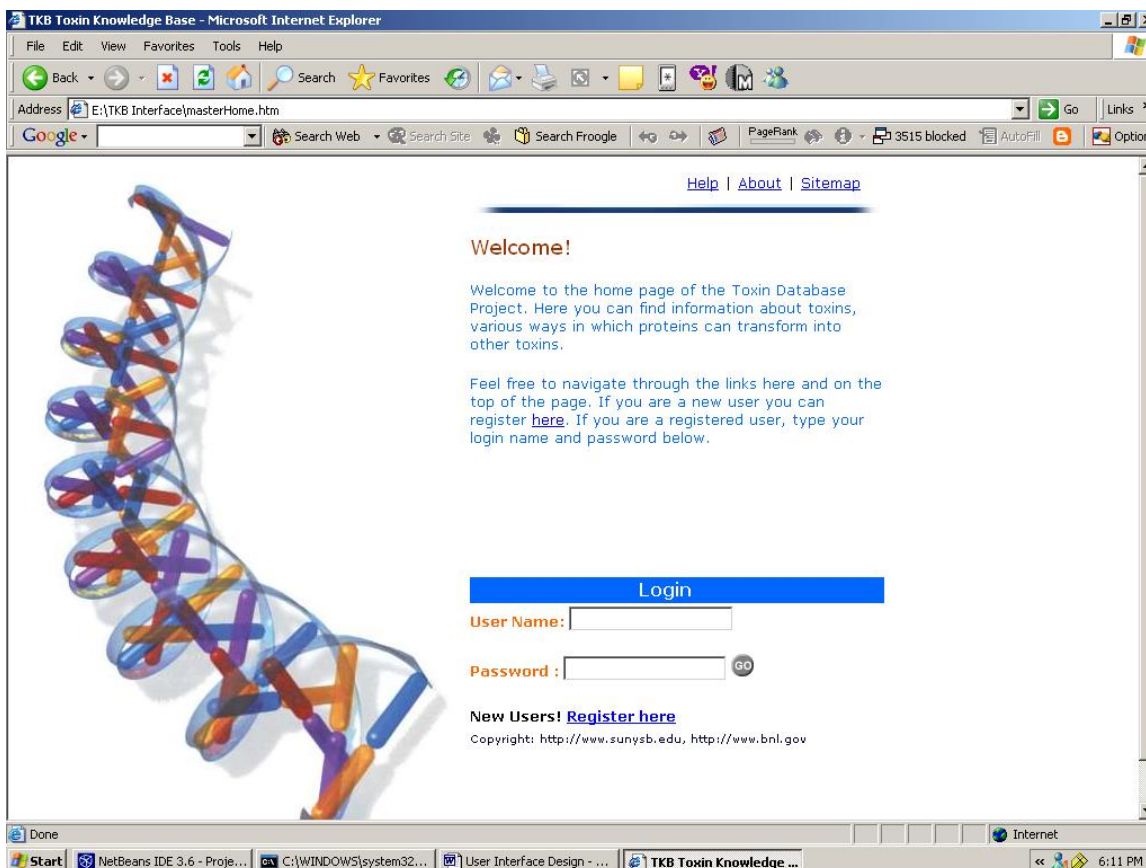 TKB Toxin Knowledge Base - Microsoft Internet Explorer
File Edit View Favorites Tools Help
Back Search Favorites
Address E:\TKB Interface\masterHome.htm Go Links
Google Search Web Search Site Search Froogle PageRank 3515 blocked AutoFill Option
Help | About | Sitemap
Welcome!
Welcome to the home page of the Toxin Database
Project. Here you can find information about toxins,
various ways in which proteins can transform into
other toxins.
Feel free to navigate through the links here and on the
top of the page. If you are a new user you can
register here. If you are a registered user, type your
login name and password below.
Login
User Name:
Password : GO
New Users! Register here
Copyright: http://www.sunysb.edu, http://www.bnl.gov
Done Internet
Start NetBeans IDE 3.6 - Proje... C:\WINDOWS\system32... User Interface Design - ... TKB Toxin Knowledge ... 6:11 PM